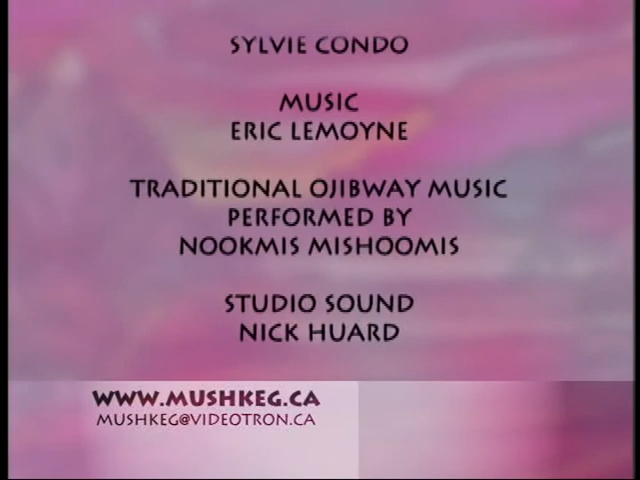 SYLVIE CONDO
MUSIC
ERIC LEMOYNE
TRADITIONAL OJIBWAY MUSIC
PERFORMED BY
NOOKMIS MISHOOMIS
STUDIO SOUND
NICK HUARD
WWW.MUSHKEG.CA
MUSHKEG@VIDEOTRON.CA